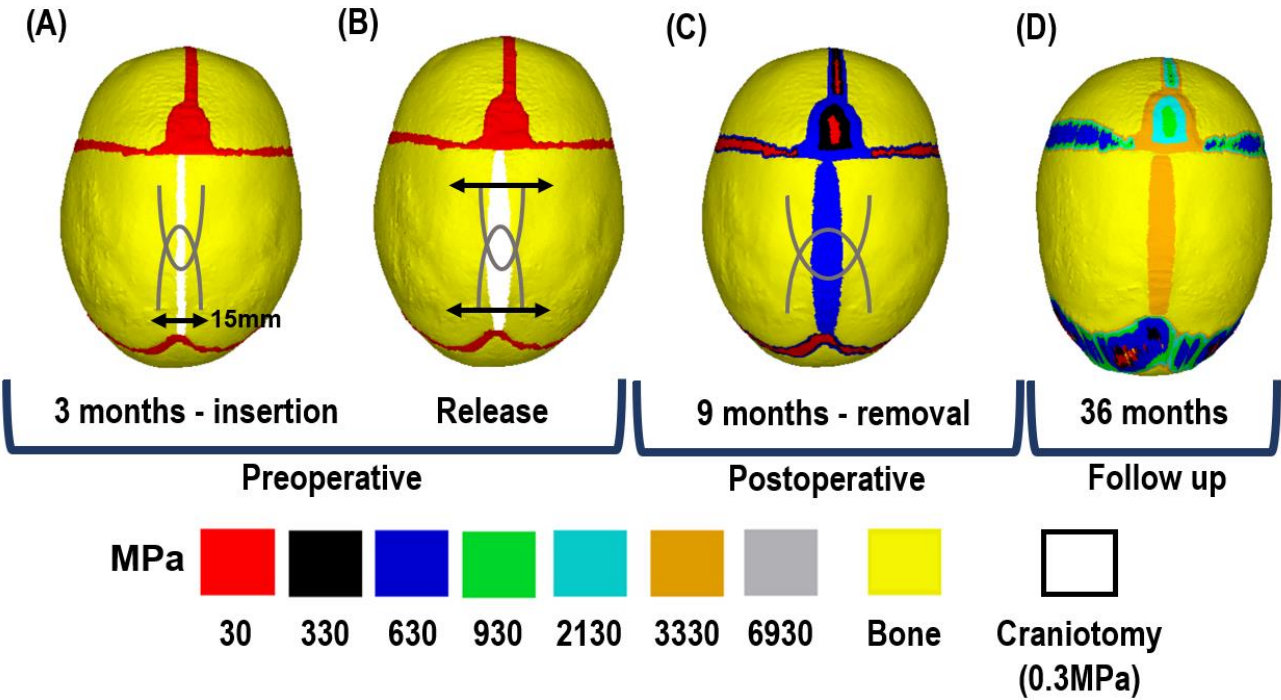 (A) (B) (C) (D)
15mm
3 months - insertion Release 9 months - removal 36 months
Preoperative Postoperative Follow up
MPa
30 330 630 930 2130 3330 6930 Bone Craniotomy
(0.3MPa)